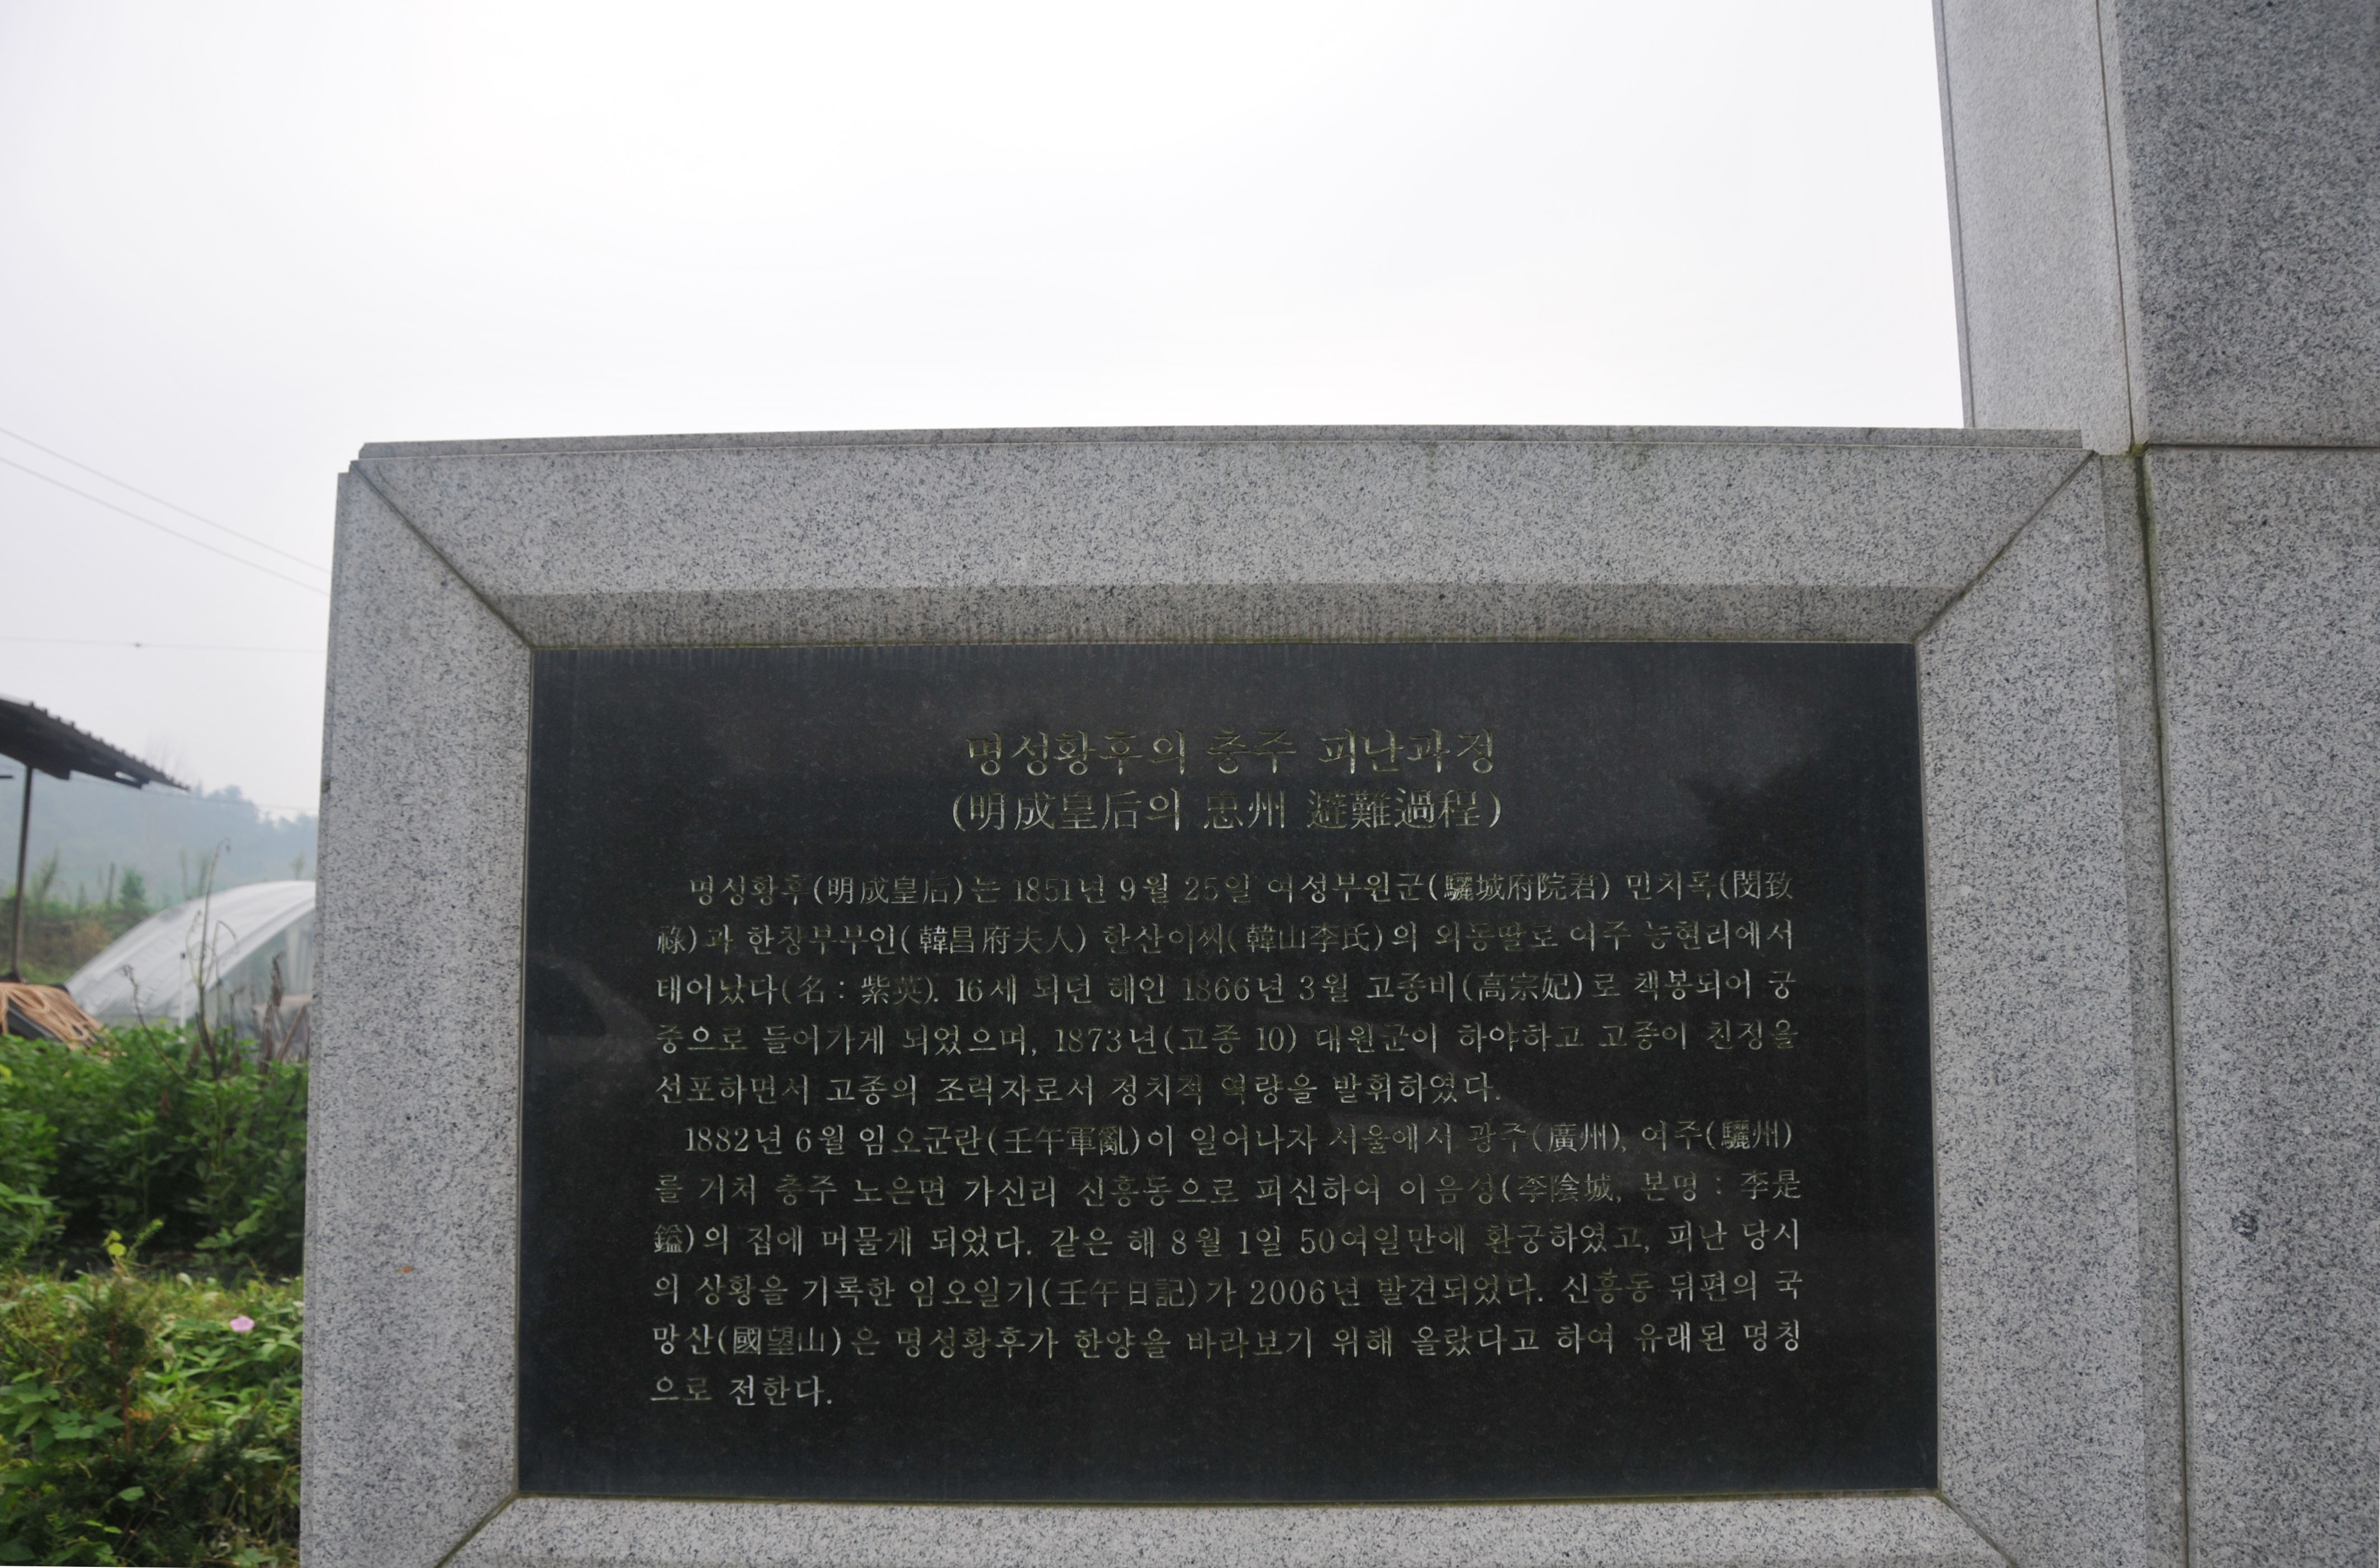 명성황후의 충주 피난과정
(明成皇后의 忠州 避難過程)
명성황후(明成皇后)는 1851년 9월 25일 여성부원군(驪城府院君) 민치록(閔致
祿)과 한창부부인(韓昌府夫人) 한산이씨(韓山李氏)의 외동딸로 여주 능현리에서
태어났다(名 : 紫英). 16세 되던 해인 1866년 3월 고종비(高宗妃)로 책봉되어 궁
중으로 들어가게 되었으며, 1873년(고종 10) 대원군이 하야하고 고종이 친정을
선포하면서 고종의 조력자로서 정치적 역량을 발휘하였다.
1882년 6월 임오군란(壬午軍亂)이 일어나자 서울에서 광주(廣州), 여주(驪州)
를 거쳐 충주 노은면 가신리 신흥동으로 피신하여 이음성(李陰城, 본명 : 李是
鎰)의 집에 머물게 되었다. 같은 해 8월 1일 50여일만에 환궁하였고, 피난 당시
의 상황을 기록한 임오일기(壬午日記)가 2006년 발견되었다. 신흥동 뒤편의 국
망산(國望山)은 명성황후가 한양을 바라보기 위해 올랐다고 하여 유래된 명칭
으로 전한다.